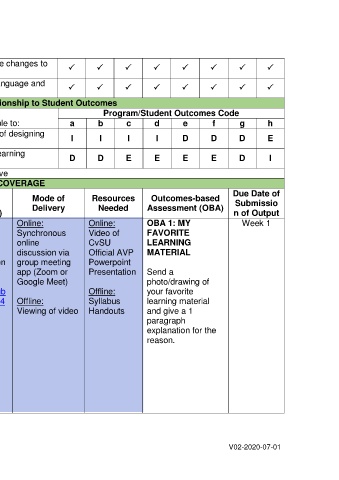 e changes to ✓ ✓ ✓ ✓ ✓ ✓ ✓ ✓
anguage and ✓ ✓ ✓ ✓ ✓ ✓ ✓ ✓
ionship to Student Outcomes
Program/Student Outcomes Code
le to: a b c d e f g h
of designing I I I I D D D E
earning D D E E E E D I
ve
COVERAGE
) Mode of Delivery
Resources Needed
Outcomes-based Assessment (OBA)
Due Date of Submissio n of Output
en
ub
4
Online:
Synchronous
online
discussion via
group meeting
app (Zoom or
Google Meet)
Offline:
Viewing of video
Online:
Video of
CvSU
Official AVP
Powerpoint
Presentation
Offline:
Syllabus
Handouts
OBA 1: MY
FAVORITE
LEARNING
MATERIAL
Send a
photo/drawing of
your favorite
learning material
and give a 1
paragraph
explanation for the
reason.
Week 1
V02-2020-07-01